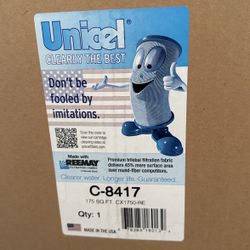 Unicel
CLEARLY THE BEST
Don't be
fooled by
imitations.
Made with
REEMAY
Premium trilobal filtration fabric
delivers 45% more surface area
over round-fiber competition.
Clearer water. Longer life. Guaranteed.
C-8417
175 SQ FT. CX1750-RE
Qty: 1
MADE IN THE USA